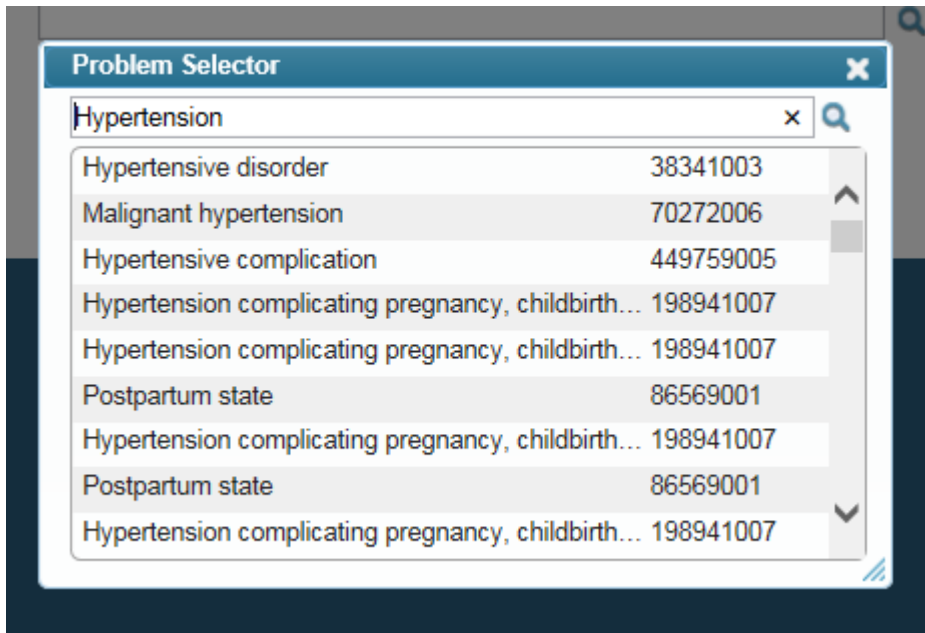 Problem Selector
Hypertension
Hypertensive disorder 38341003
Malignant hypertension 70272006
Hypertensive complication 449759005
Hypertension complicating pregnancy, childbirth... 198941007
Hypertension complicating pregnancy, childbirth... 198941007
Postpartum state 86569001
Hypertension complicating pregnancy, childbirth... 198941007
Postpartum state 86569001
Hypertension complicating pregnancy, childbirth... 198941007